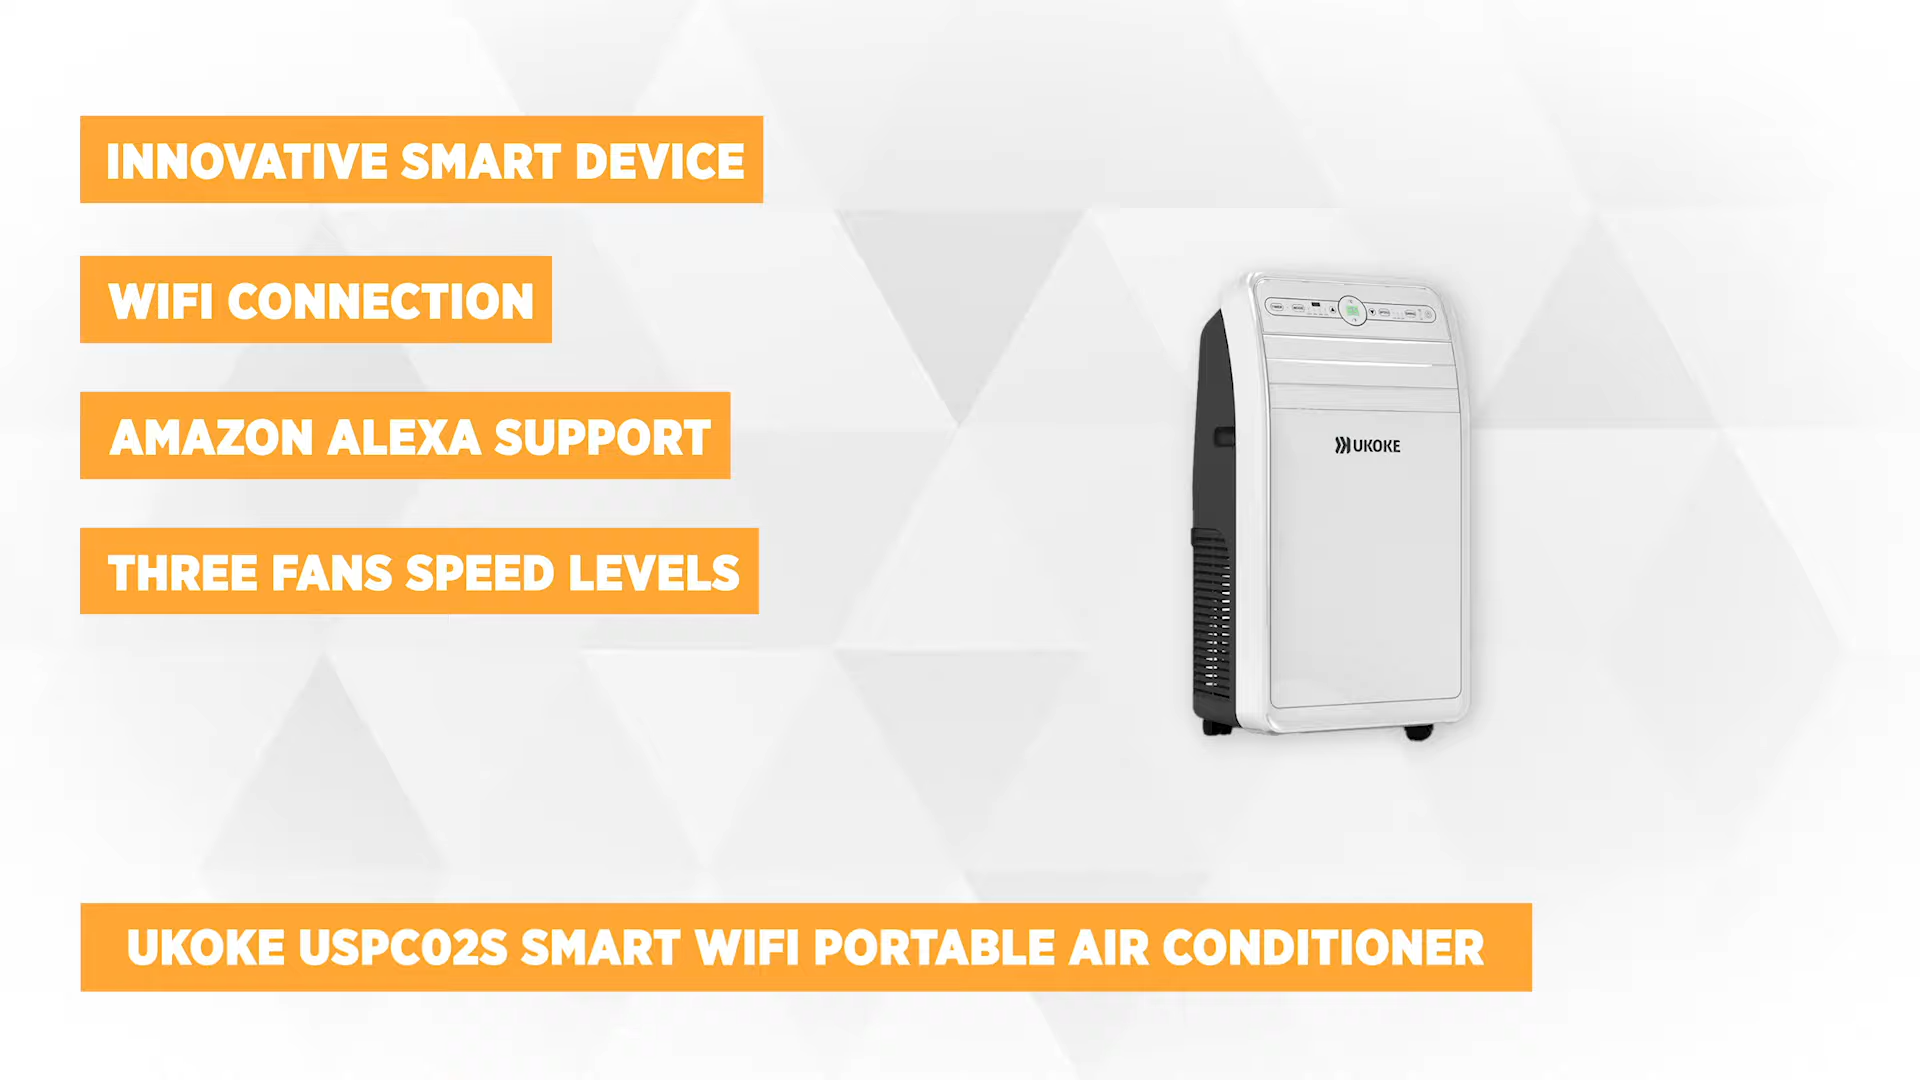 INNOVATIVE SMART DEVICE
WIFI CONNECTION
AMAZON ALEXA SUPPORT
THREE FANS SPEED LEVELS
UKOKE
UKOKE USPC02S SMART WIFI PORTABLE AIR CONDITIONER